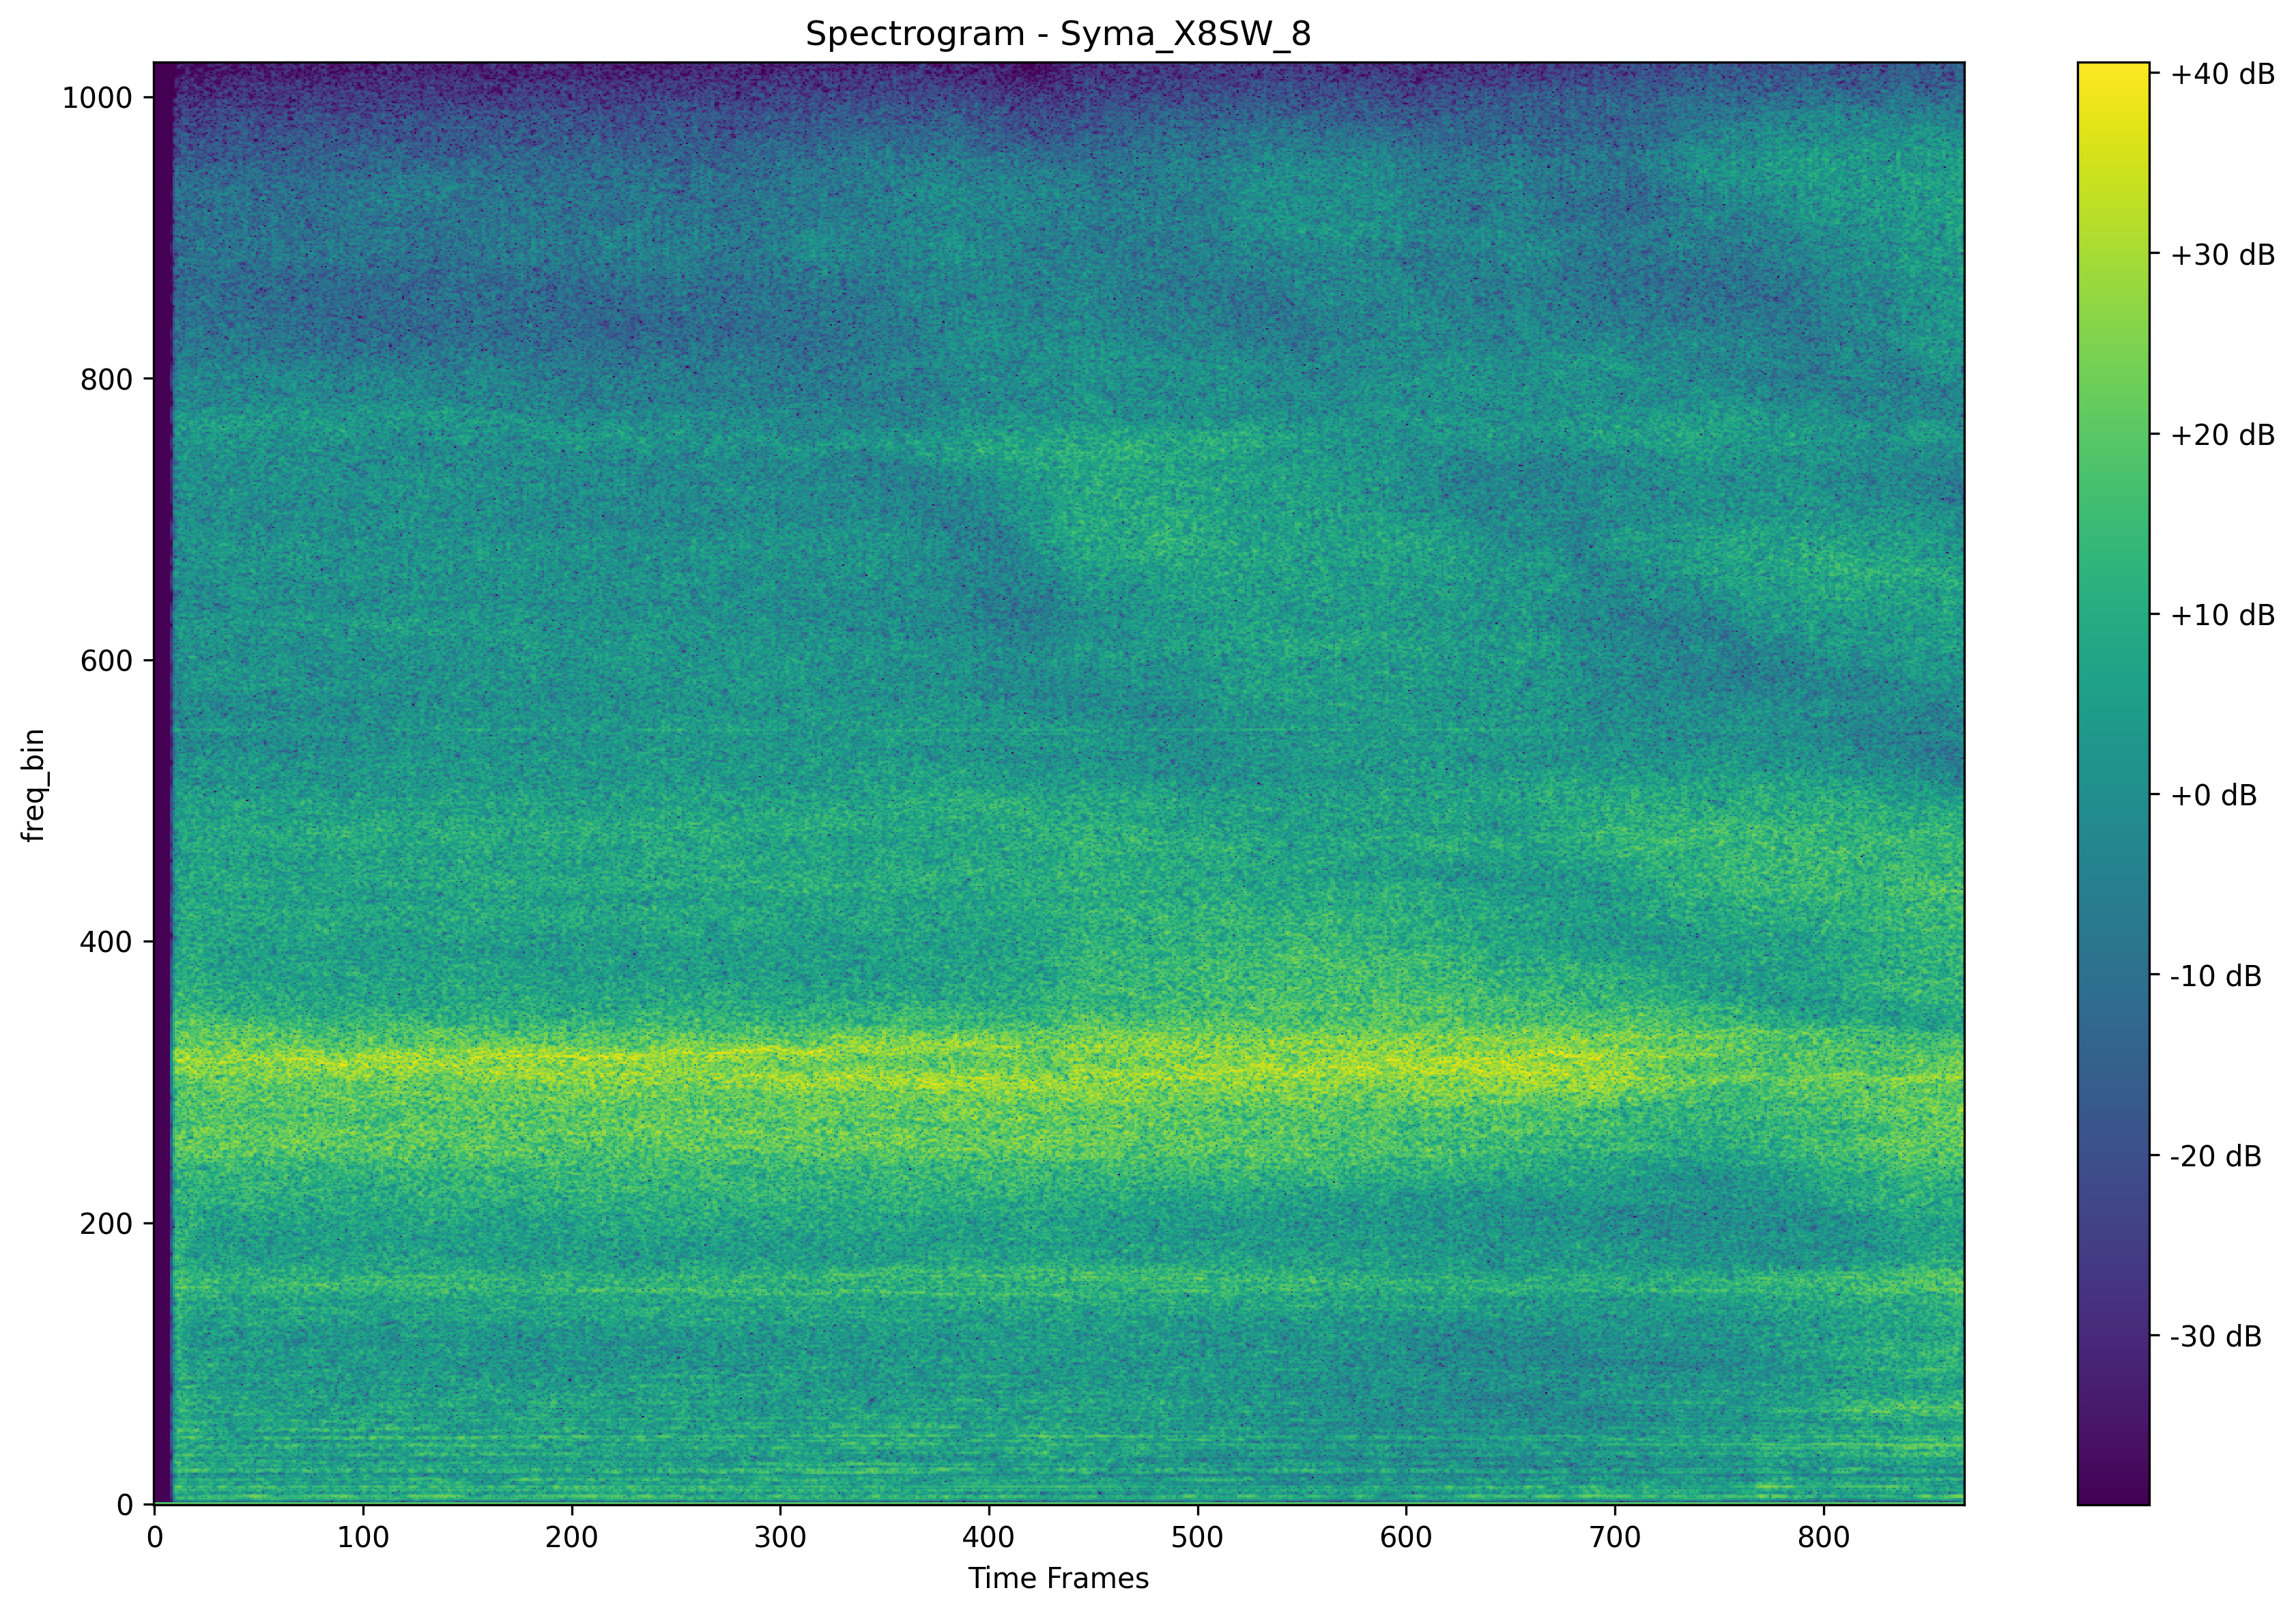 Spectrogram - Syma_X8SW_8
freq_bin
1000
800
600
400
200
0
0 100 200 300 400 500 600 700 800
Time Frames
+40 dB
+30 dB
+20 dB
+10 dB
+0 dB
-10 dB
-20 dB
-30 dB